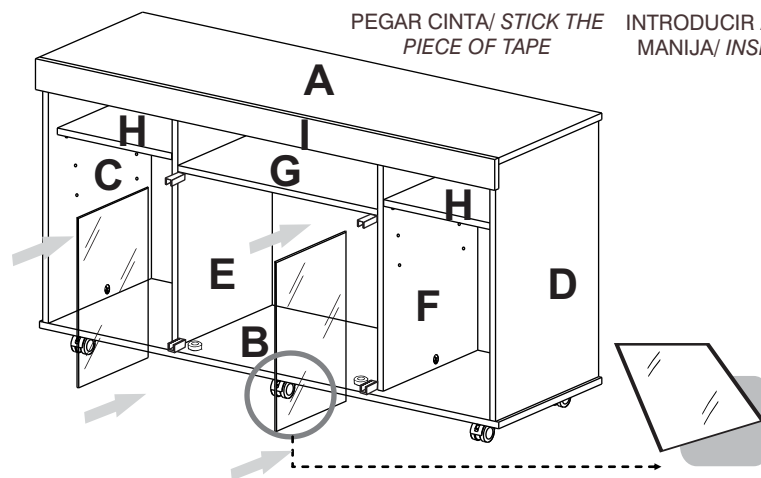 PEGAR CINTA/ STICK THE
PIECE OF TAPE
INTRODUCIR
MANIJA/
A
H
I
C
G
H
E
D
F
B